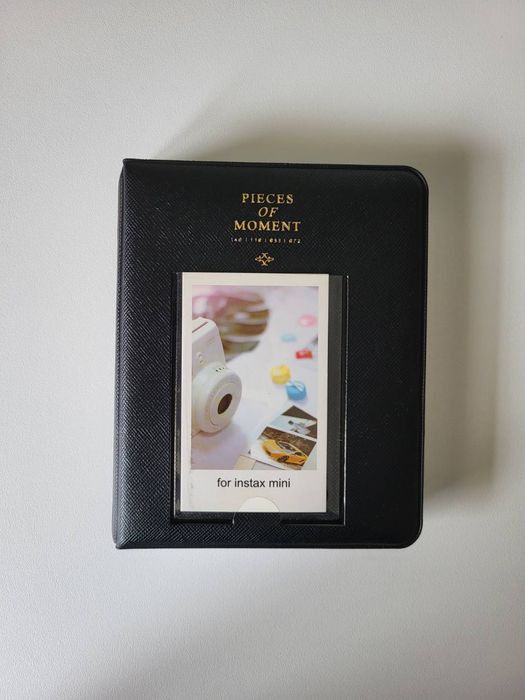 PIECES
OF
MOMENT
for instax mini